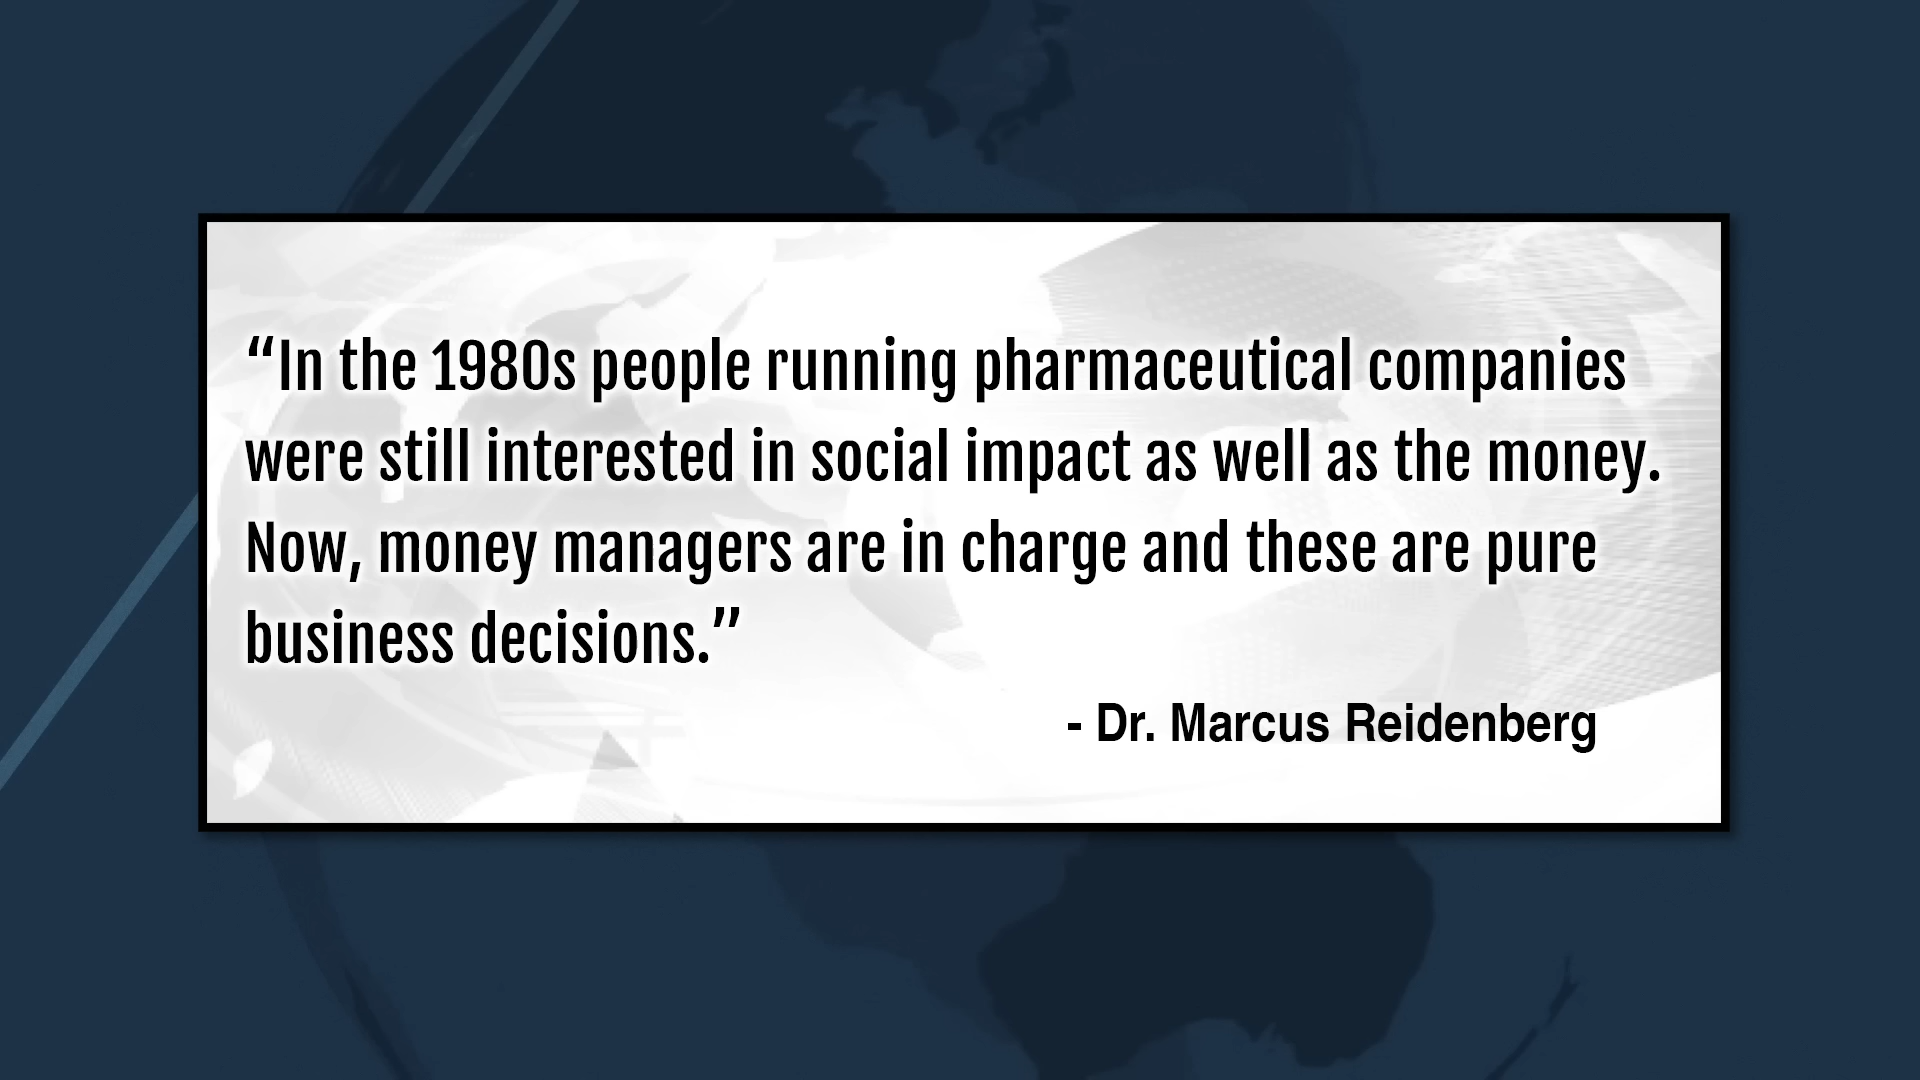 “In the 1980s people running pharmaceutical companies
were still interested in social impact as well as the money.
Now, money managers are in charge and these are pure
business decisions.”
- Dr. Marcus Reidenberg